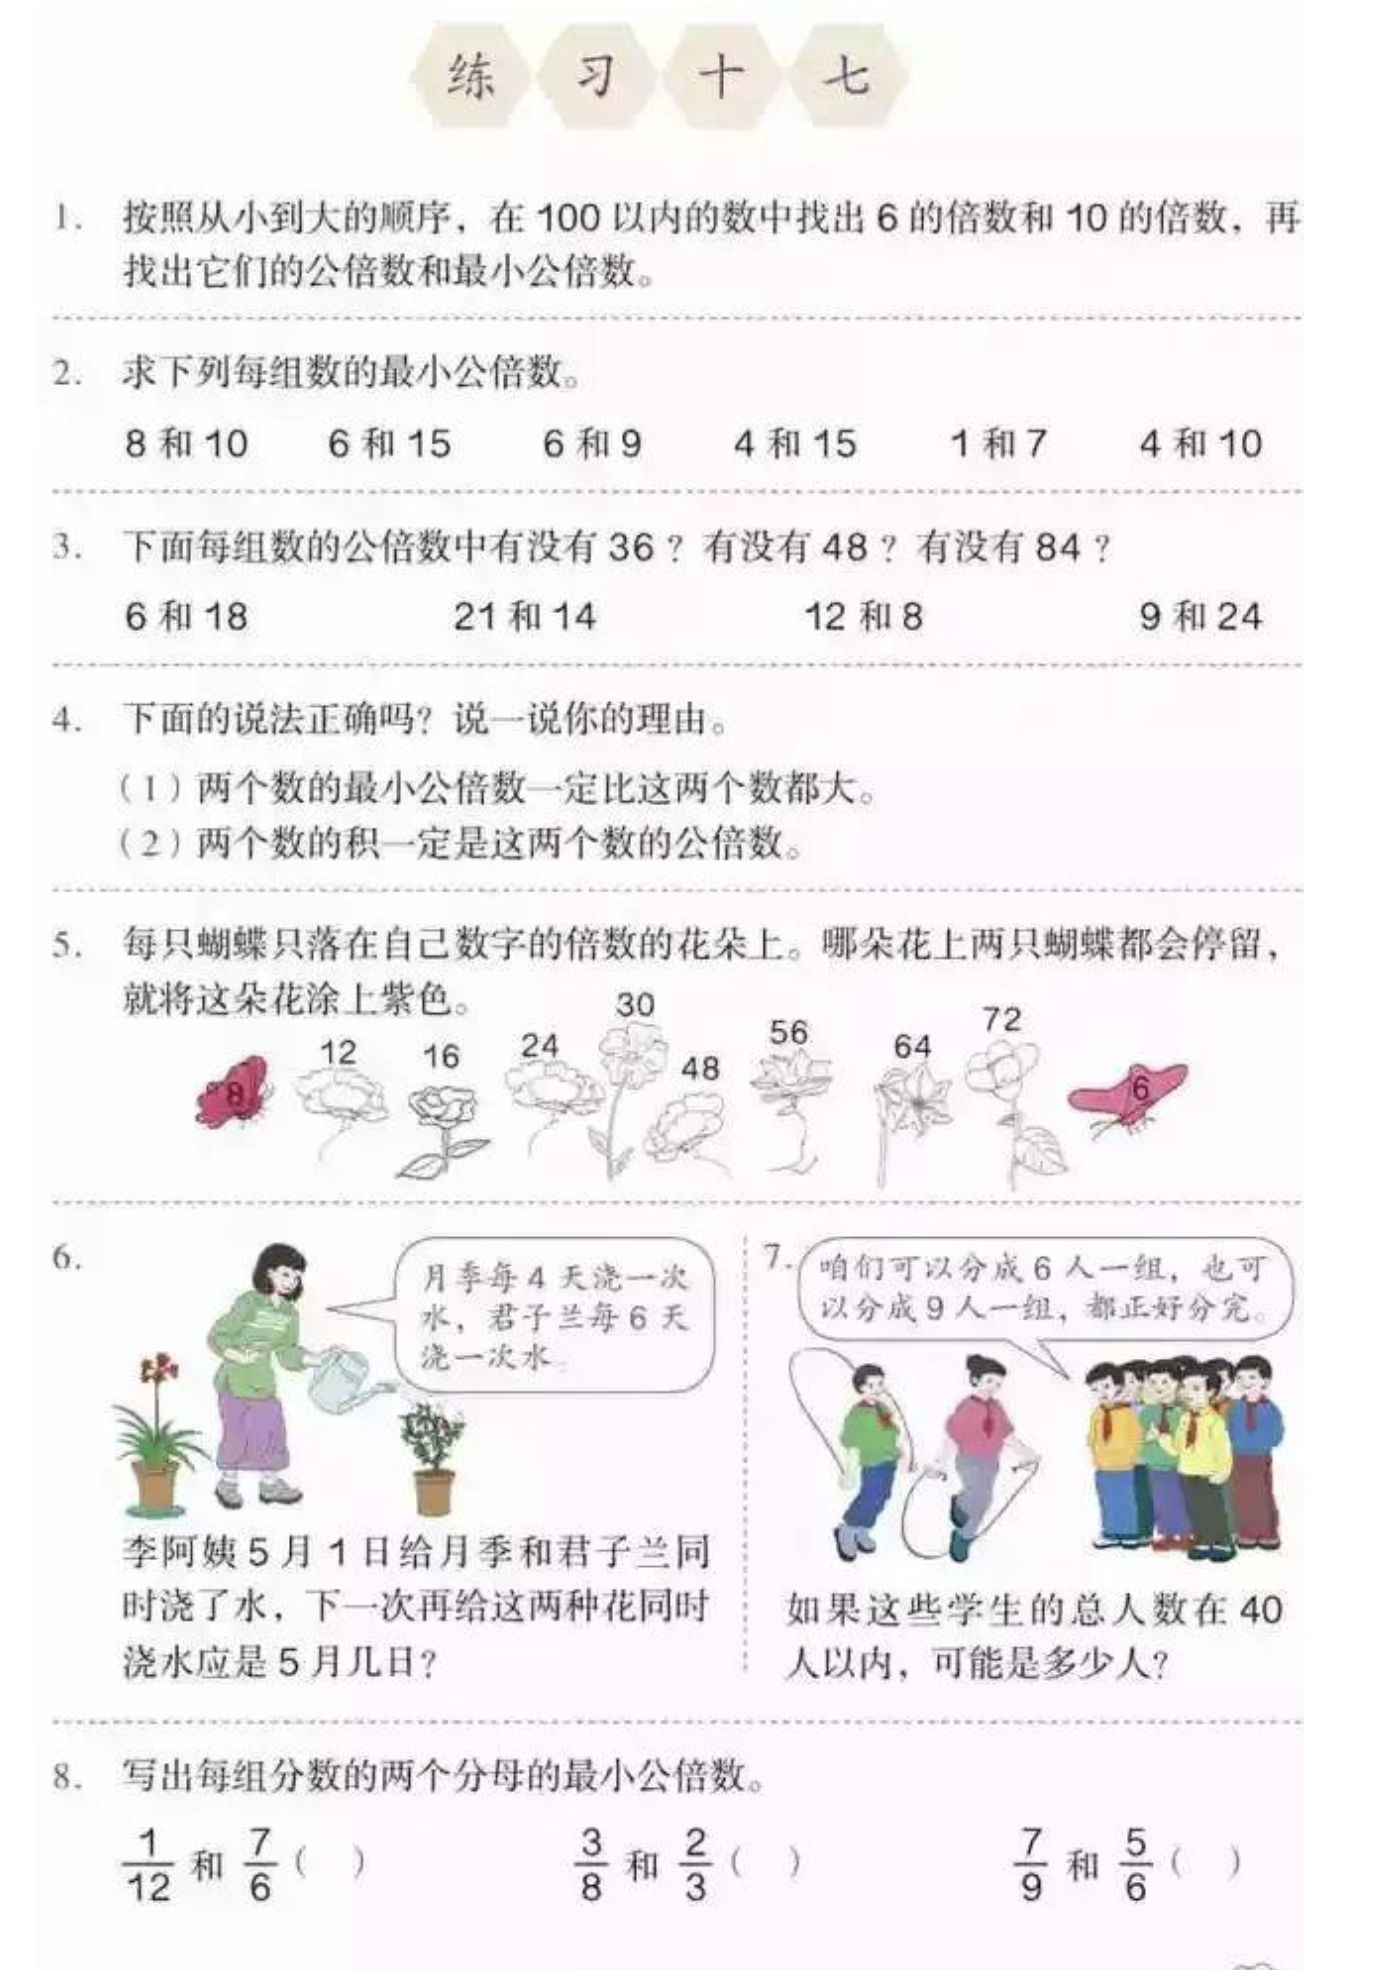 练习十七
1. 按照从小到大的顺序，在 100 以内的数中找出 6 的倍数和 10 的倍数，再
找出它们的公倍数和最小公倍数。
2. 求下列每组数的最小公倍数。
8 和 10 6 和 15 6 和 9 4 和 15 1 和 7 4 和 10
3. 下面每组数的公倍数中有没有 36？有没有 48？有没有 84？
6 和 18 21 和 14 12 和 8 9 和 24
4. 下面的说法正确吗？说一说你的理由。
（1）两个数的最小公倍数一定比这两个数都大。
（2）两个数的积一定是这两个数的公倍数。
5. 每只蝴蝶只落在自己数字的倍数的花朵上。哪朵花上两只蝴蝶都会停留，
就将这朵花涂上紫色。
8 12 16 24 30 48 56 64 72 6
6.
月季每 4 天浇一次
水，君子兰每 6 天
浇一次水。
李阿姨 5 月 1 日给月季和君子兰同
时浇了水，下一次再给这两种花同时
浇水应是 5 月几日？
7.
咱们可以分成 6 人一组，也可
以分成 9 人一组，都正好分完。
如果这些学生的总人数在 40
人以内，可能是多少人？
8. 写出每组分数的两个分母的最小公倍数。
1/12 和 7/6（ ） 3/8 和 2/3（ ） 7/9 和 5/6（ ）